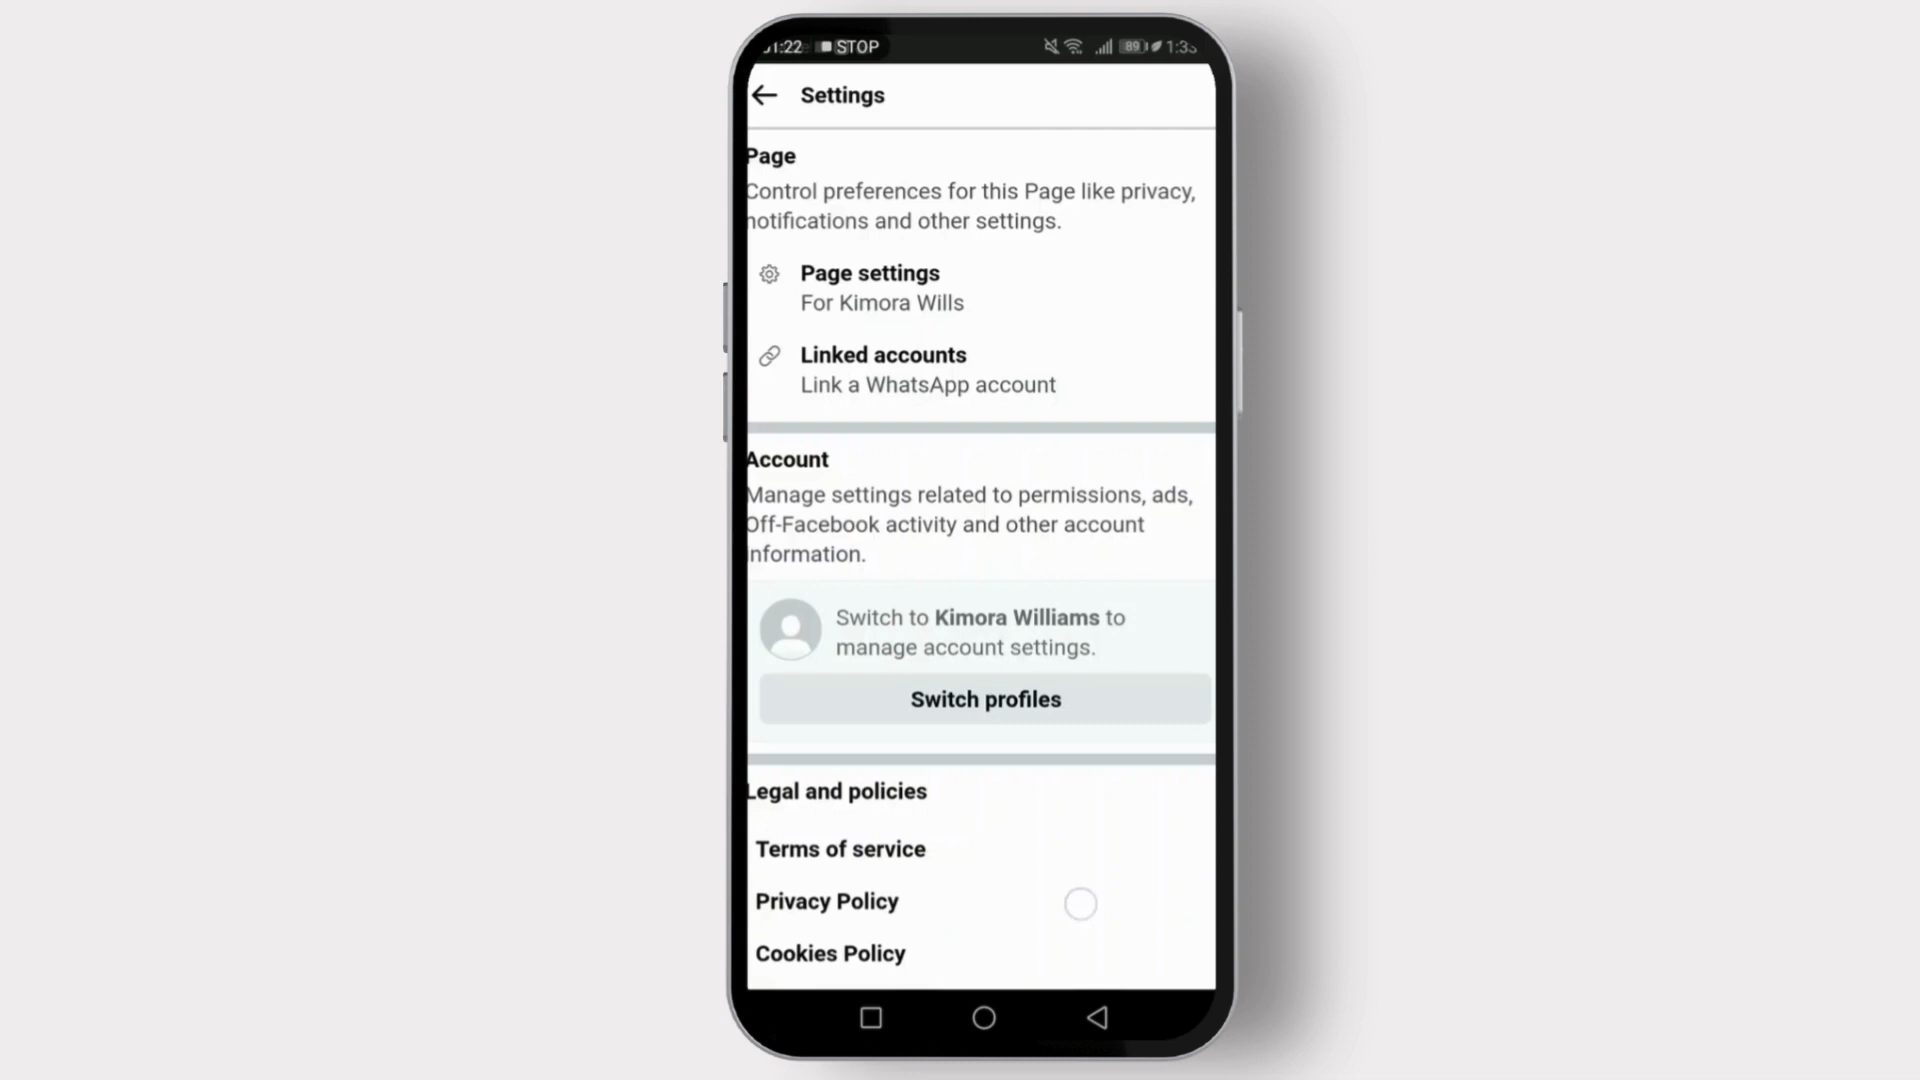 STOP
89
Settings
Page
Control preferences for this Page like privacy,
notifications and other settings.
Page settings
For Kimora Wills
Linked accounts
Link a WhatsApp account
Account
Manage settings related to permissions, ads,
Off-Facebook activity and other account
information.
Switch to Kimora Williams to
manage account settings.
Switch profiles
Legal and policies
Terms of service
Privacy Policy
Cookies Policy